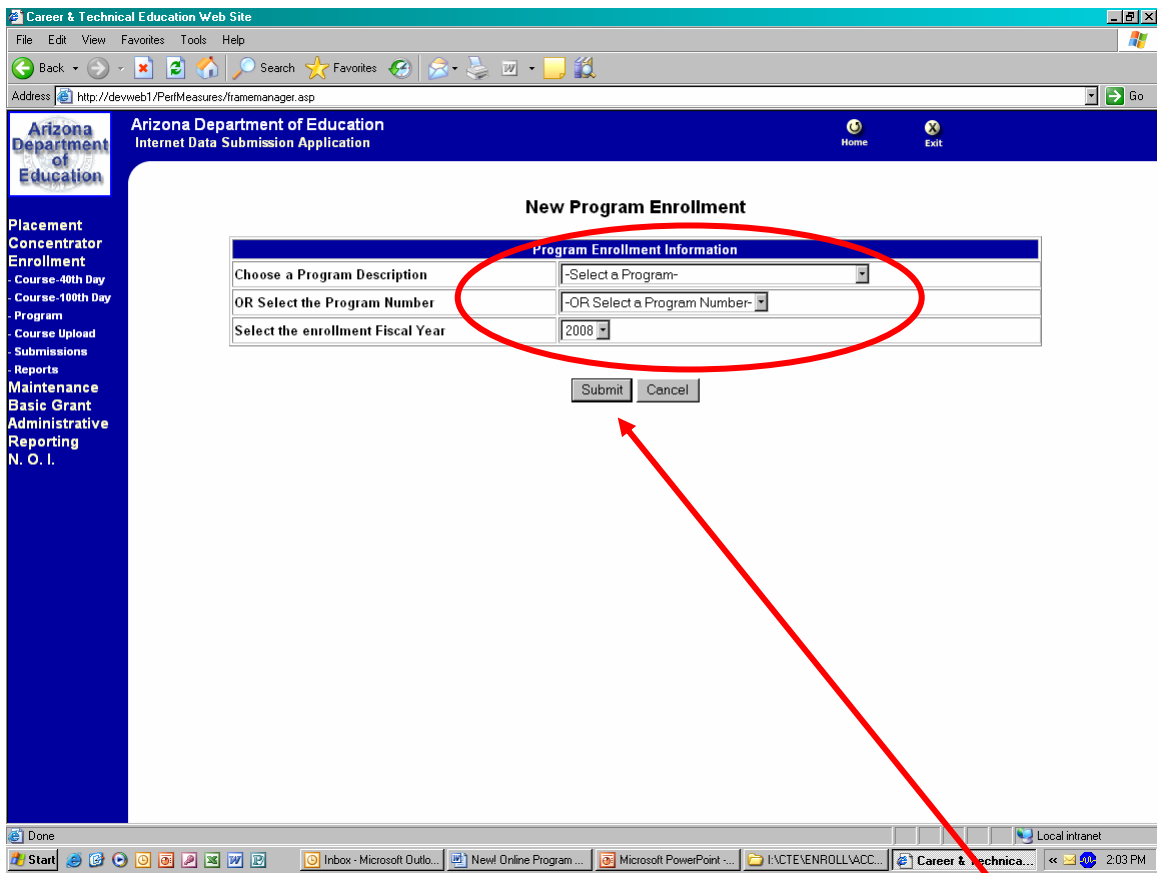 Career & Technical Education Web Site
File Edit View Favorites Tools Help
Back Search Favorites
Address http://devweb1/PerfMeasures/framemanager.asp Go
Arizona Department of Education
Arizona Department of Education
Internet Data Submission Application
Home Exit
Placement
Concentrator
Enrollment
- Course-40th Day
- Course-100th Day
- Program
- Course Upload
- Submissions
- Reports
Maintenance
Basic Grant
Administrative
Reporting
N. O. I.
New Program Enrollment
Program Enrollment Information
Choose a Program Description -Select a Program-
OR Select the Program Number -OR Select a Program Number-
Select the enrollment Fiscal Year 2008
Submit Cancel
Done Local intranet
Start Inbox - Microsoft Outlo... New! Online Program ... Microsoft PowerPoint -... I:\CTE\ENROLL\ACC... Career & Technica... « 2:03 PM